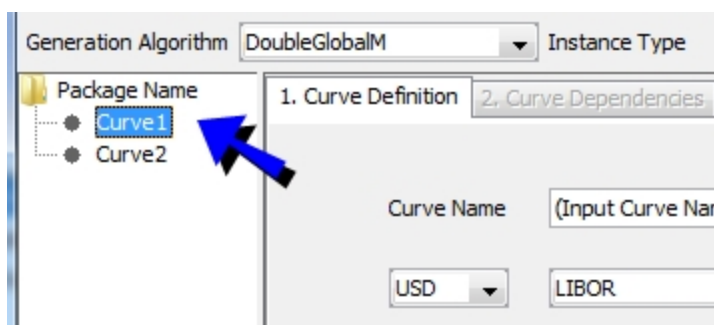 Generation Algorithm DoubleGlobalM Instance Type
Package Name
Curve1
Curve2
1. Curve Definition 2. Curve Dependencies
Curve Name (Input Curve Nar
USD LIBOR